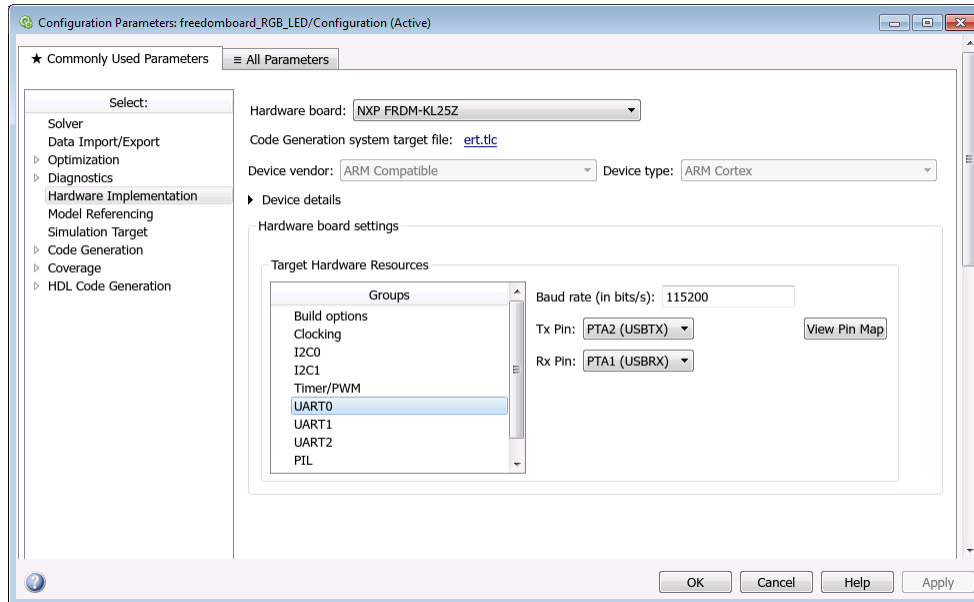 Configuration Parameters: freedomboard_RGB_LED/Configuration (Active)
★ Commonly Used Parameters
≡ All Parameters
Select:
Solver
Data Import/Export
Optimization
Diagnostics
Hardware Implementation
Model Referencing
Simulation Target
Code Generation
Coverage
HDL Code Generation
Hardware board: NXP FRDM-KL25Z
Code Generation system target file: ert.tlc
Device vendor: ARM Compatible Device type: ARM Cortex
Device details
Hardware board settings
Target Hardware Resources
Groups
Build options
Clocking
I2C0
I2C1
Timer/PWM
UART0
UART1
UART2
PIL
Baud rate (in bits/s): 115200
Tx Pin: PTA2 (USBTX) View Pin Map
Rx Pin: PTA1 (USBRX)
? OK Cancel Help Apply